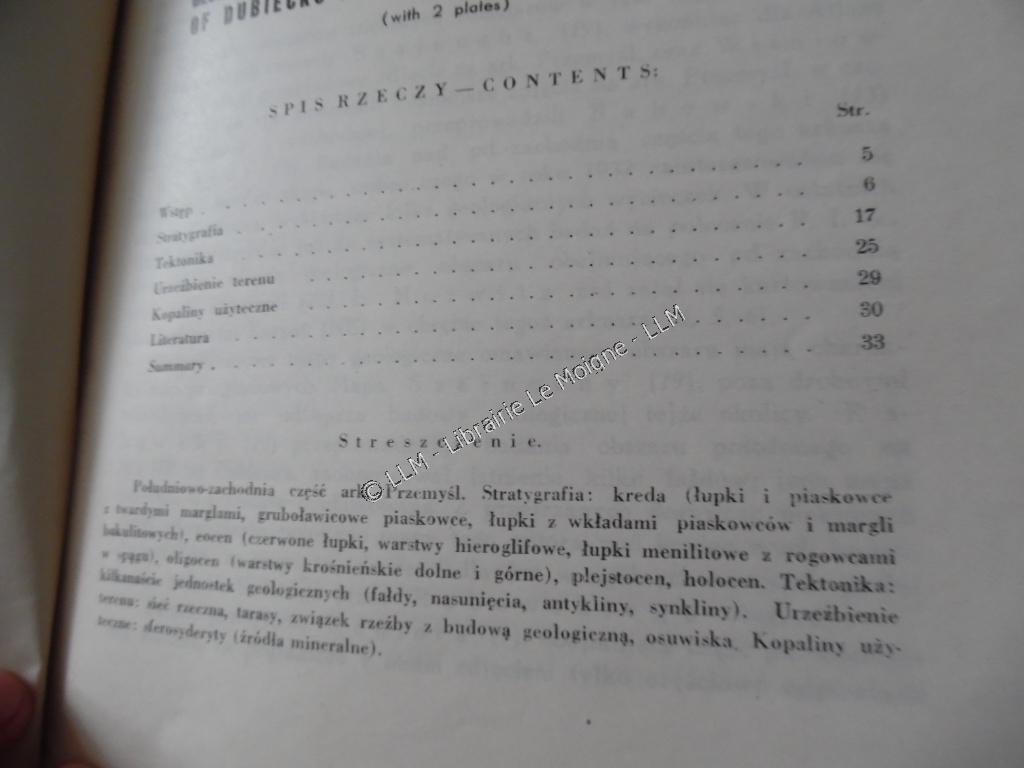 OF DUBIECKO
(with 2 plates)
SPIS RZECZY — CONTENTS:
Str.
Wstęp . . . . . . . . . . . . . . . . . . . . 5
Stratygrafia . . . . . . . . . . . . . . . . . . . . 6
Tektonika . . . . . . . . . . . . . . . . . . . . 17
Urzeźbienie terenu . . . . . . . . . . . . . . . . . . . . 25
Kopaliny użyteczne . . . . . . . . . . . . . . . . . . . . 29
Literatura . . . . . . . . . . . . . . . . . . . . 30
Summary . . . . . . . . . . . . . . . . . . . . 33
Streszczenie.
Południowo-zachodnia część ark. Przemyśl. Stratygrafia: kreda (łupki i piaskowce
z twardymi marglami, gruboławicowe piaskowce, łupki z wkładami piaskowców i margli
bakulitowych), eocen (czerwone łupki, warstwy hieroglifowe, łupki menilitowe z rogowcami
w spągu), oligocen (warstwy krośnieńskie dolne i górne), plejstocen, holocen. Tektonika:
kilkanaście jednostek geologicznych (fałdy, nasunięcia, antykliny, synkliny). Urzeźbienie
terenu: sieć rzeczna, tarasy, związek rzeźby z budową geologiczną, osuwiska. Kopaliny uży-
teczne: sferosyderyty (źródła mineralne).
© LLM - Librairie Le Moigne - LLM